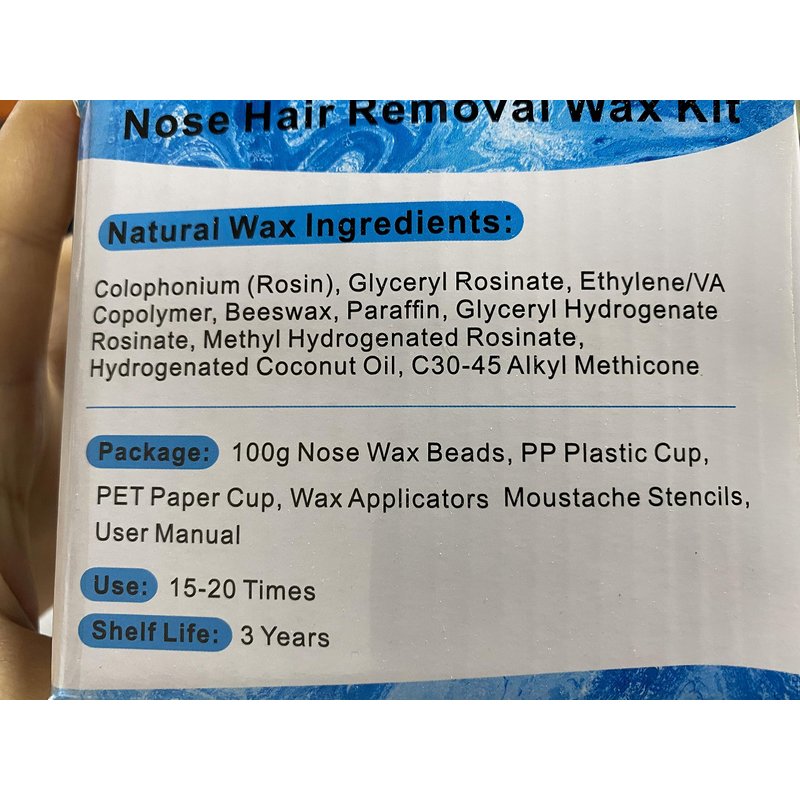 Nose Hair Removal Wax Kit
Natural Wax Ingredients:
Colophonium (Rosin), Glyceryl Rosinate, Ethylene/VA
Copolymer, Beeswax, Paraffin, Glyceryl Hydrogenate
Rosinate, Methyl Hydrogenated Rosinate,
Hydrogenated Coconut Oil, C30-45 Alkyl Methicone
Package: 100g Nose Wax Beads, PP Plastic Cup,
PET Paper Cup, Wax Applicators Moustache Stencils,
User Manual
Use: 15-20 Times
Shelf Life: 3 Years